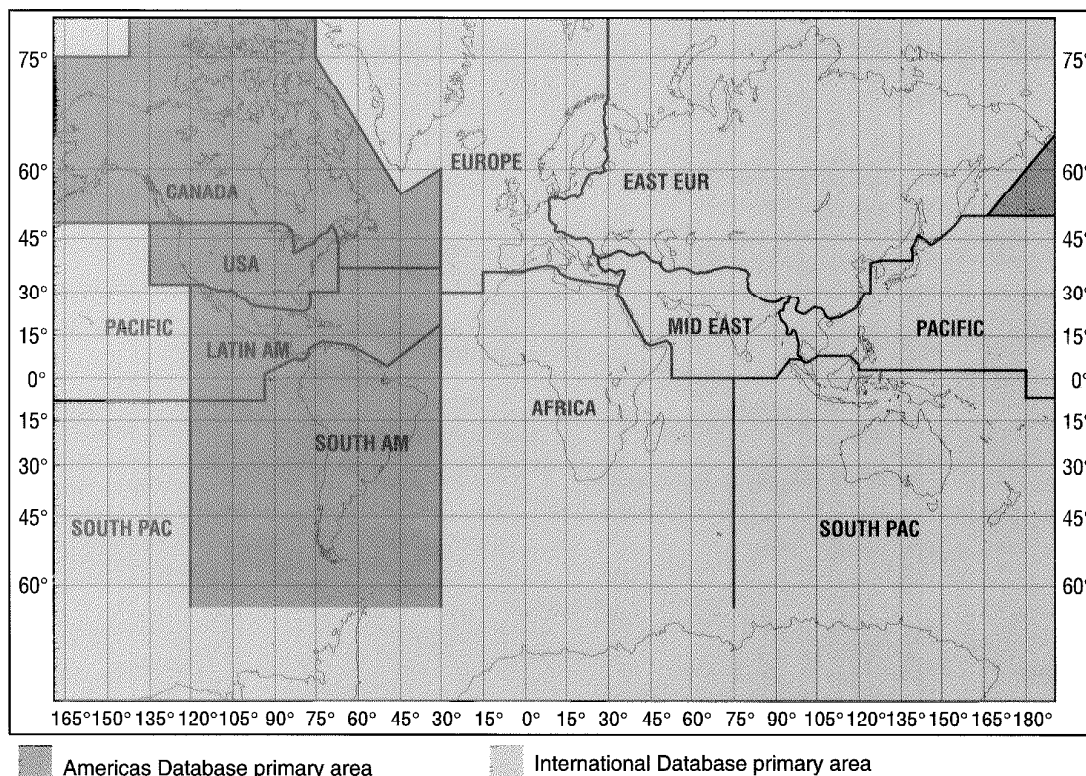 75° 75°
60° EUROPE 60°
CANADA EAST EUR
45° 45°
USA
30° 30°
PACIFIC MID EAST PACIFIC
15° LATIN AM 15°
0° 0°
AFRICA
15° 15°
SOUTH AM
30° 30°
45° 45°
SOUTH PAC SOUTH PAC
60° 60°
165° 150° 135° 120° 105° 90° 75° 60° 45° 30° 15° 0° 15° 30° 45° 60° 75° 90° 105° 120° 135° 150° 165° 180°
Americas Database primary area International Database primary area